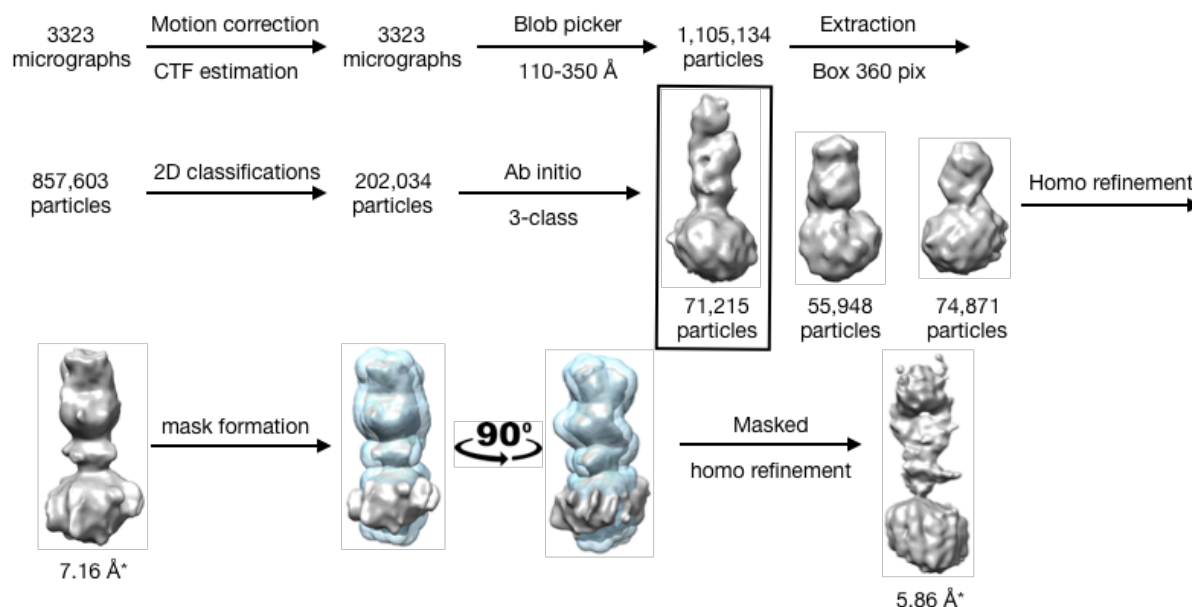 3323
micrographs
Motion correction
CTF estimation
3323
micrographs
Blob picker
110-350 Å
1,105,134
particles
Extraction
Box 360 pix
857,603
particles
2D classifications
202,034
particles
Ab initio
3-class
71,215
particles
55,948
particles
74,871
particles
Homo refinement
7.16 Å*
mask formation
90°
Masked
homo refinement
5.86 Å*